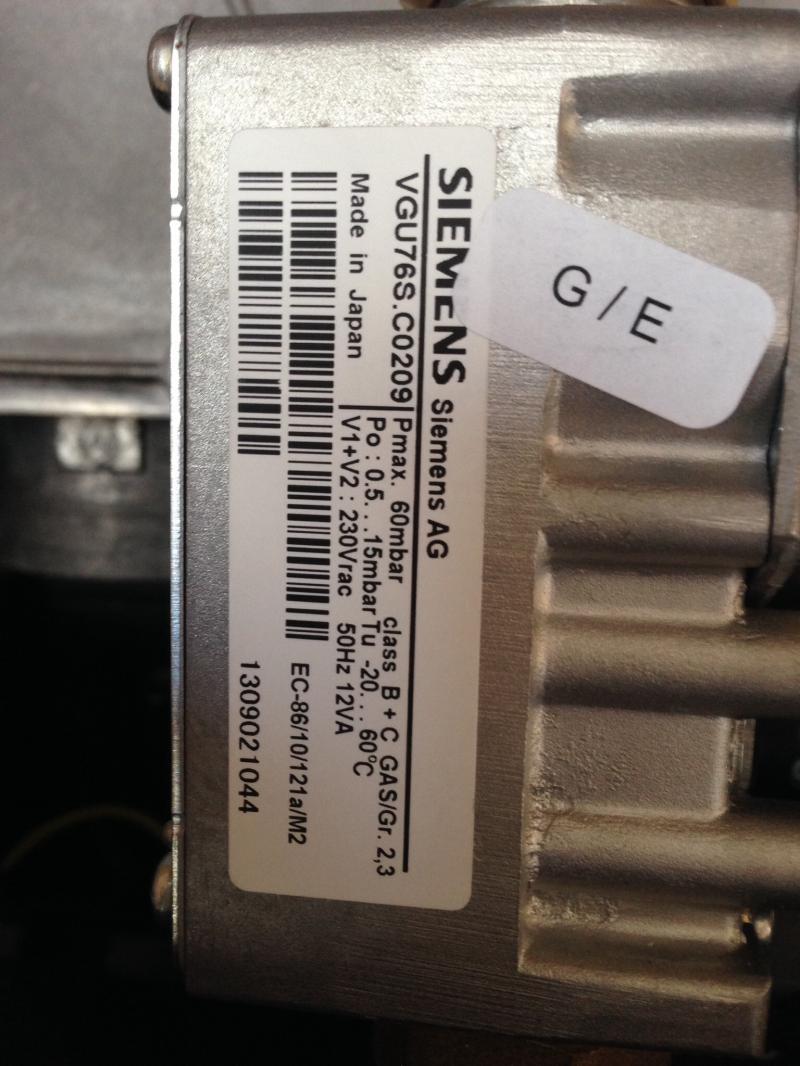 SIEMENS Siemens AG
VGU76S.C0209 Pmax. 60mbar class B + C GAS/Gr. 2,3
Po : 0.5...15mbar Tu -20...60°C
Made in Japan V1+V2 : 230Vrac 50Hz 12VA
EC-86/10/121a/M2
1309021044
G / E